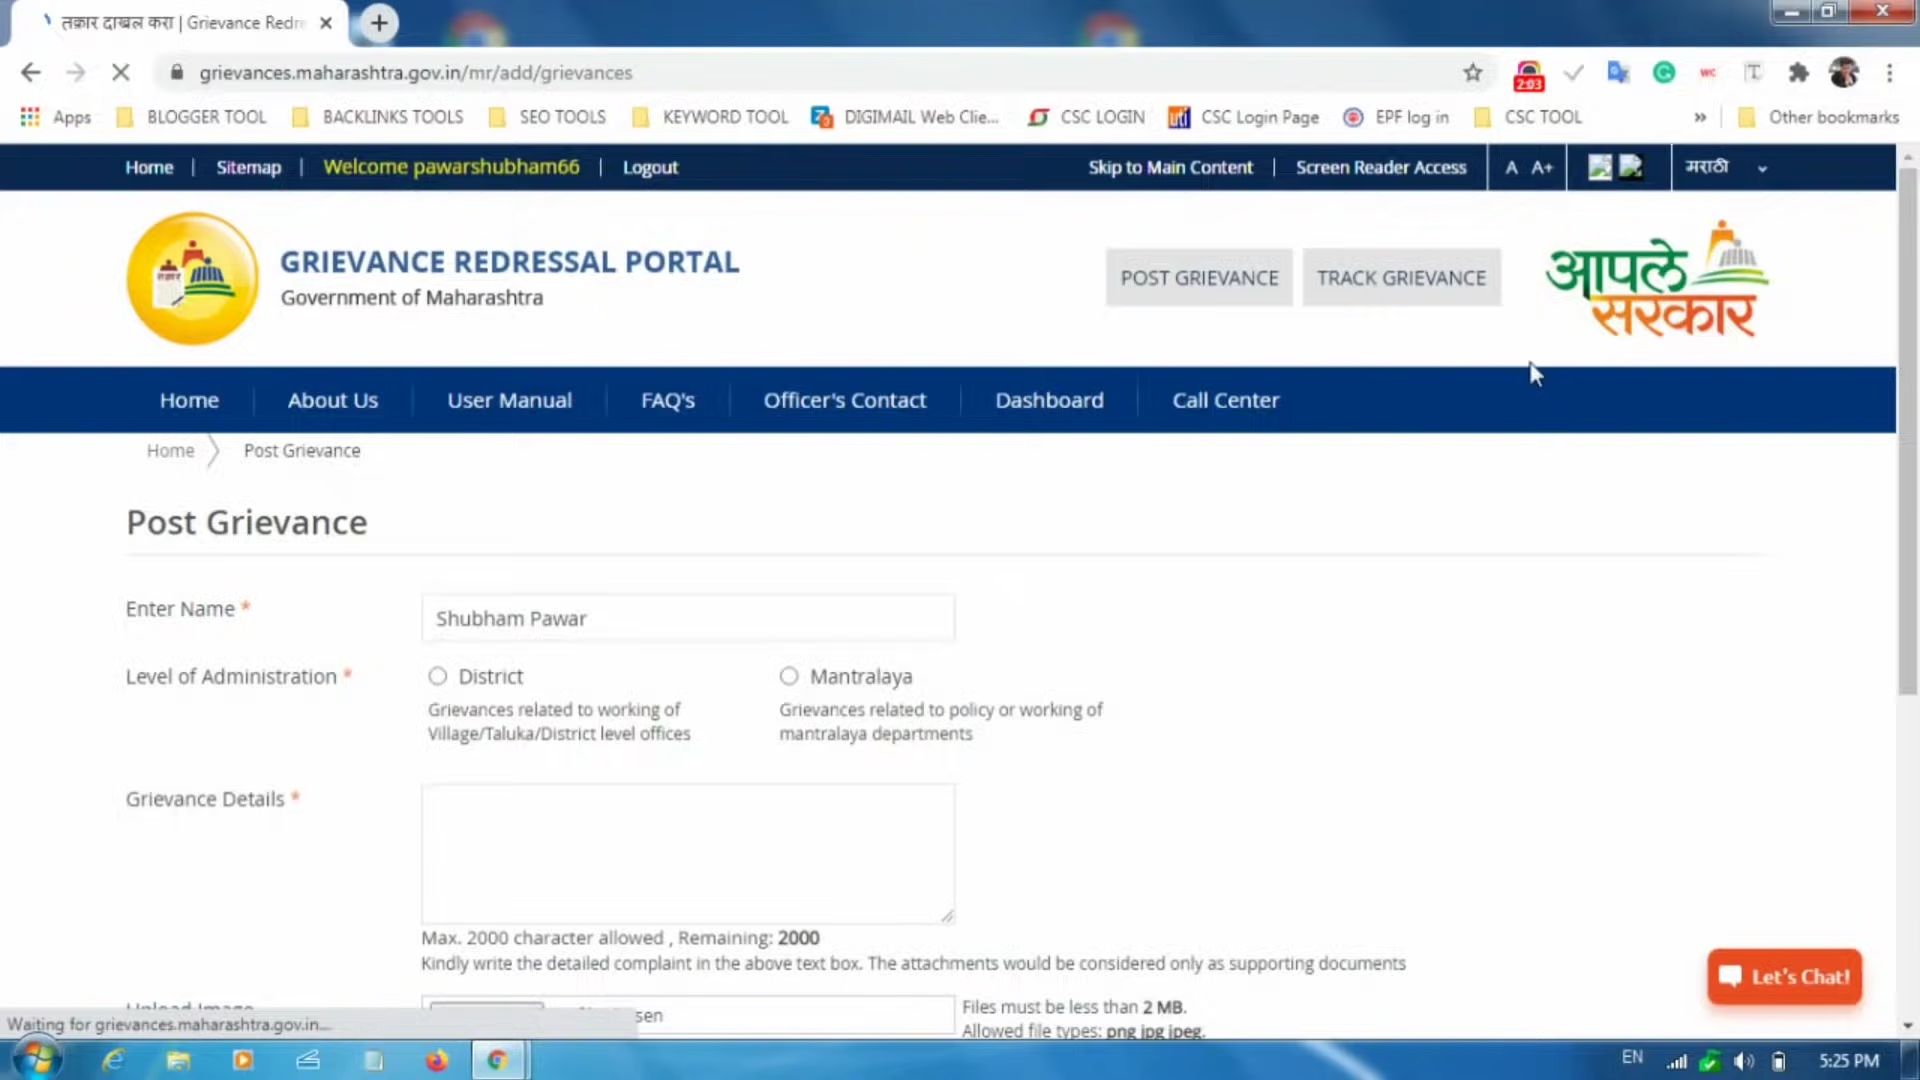 तक्रार दाखल करा | Grievance Redre
grievances.maharashtra.gov.in/mr/add/grievances
2:03
Apps BLOGGER TOOL BACKLINKS TOOLS SEO TOOLS KEYWORD TOOL DIGIMAIL Web Clie... CSC LOGIN uti CSC Login Page EPF log in CSC TOOL » Other bookmarks
Home | Sitemap | Welcome pawarshubham66 | Logout Skip to Main Content | Screen Reader Access A A+ मराठी
GRIEVANCE REDRESSAL PORTAL
Government of Maharashtra
POST GRIEVANCE TRACK GRIEVANCE
आपले
सरकार
Home About Us User Manual FAQ's Officer's Contact Dashboard Call Center
Home Post Grievance
Post Grievance
Enter Name * Shubham Pawar
Level of Administration * District Mantralaya
Grievances related to working of
Village/Taluka/District level offices
Grievances related to policy or working of
mantralaya departments
Grievance Details *
Max. 2000 character allowed , Remaining: 2000
Kindly write the detailed complaint in the above text box. The attachments would be considered only as supporting documents
Let's Chat!
Upload Image sen Files must be less than 2 MB.
Allowed file types: png jpg jpeg.
Waiting for grievances.maharashtra.gov.in...
EN 5:25 PM